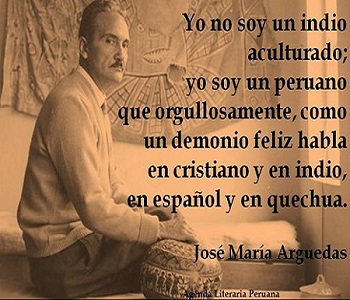 Yo no soy un indio
aculturado;
yo soy un peruano
que orgullosamente, como
un demonio feliz habla
en cristiano y en indio,
en español y en quechua.
José María Arguedas
Agenda Literaria Peruana